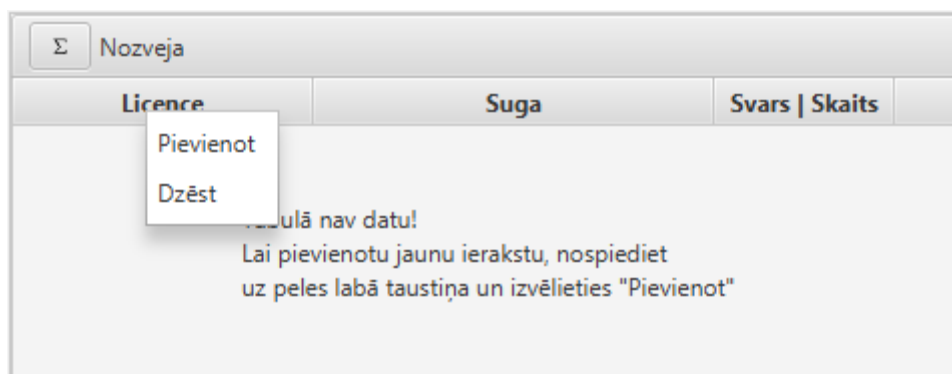 Σ Nozveja
Licence Suga Svars | Skaits
Pievienot
Dzēst
nav datu!
Lai pievienotu jaunu ierakstu, nospiediet
uz peles labā taustiņa un izvēlieties "Pievienot"